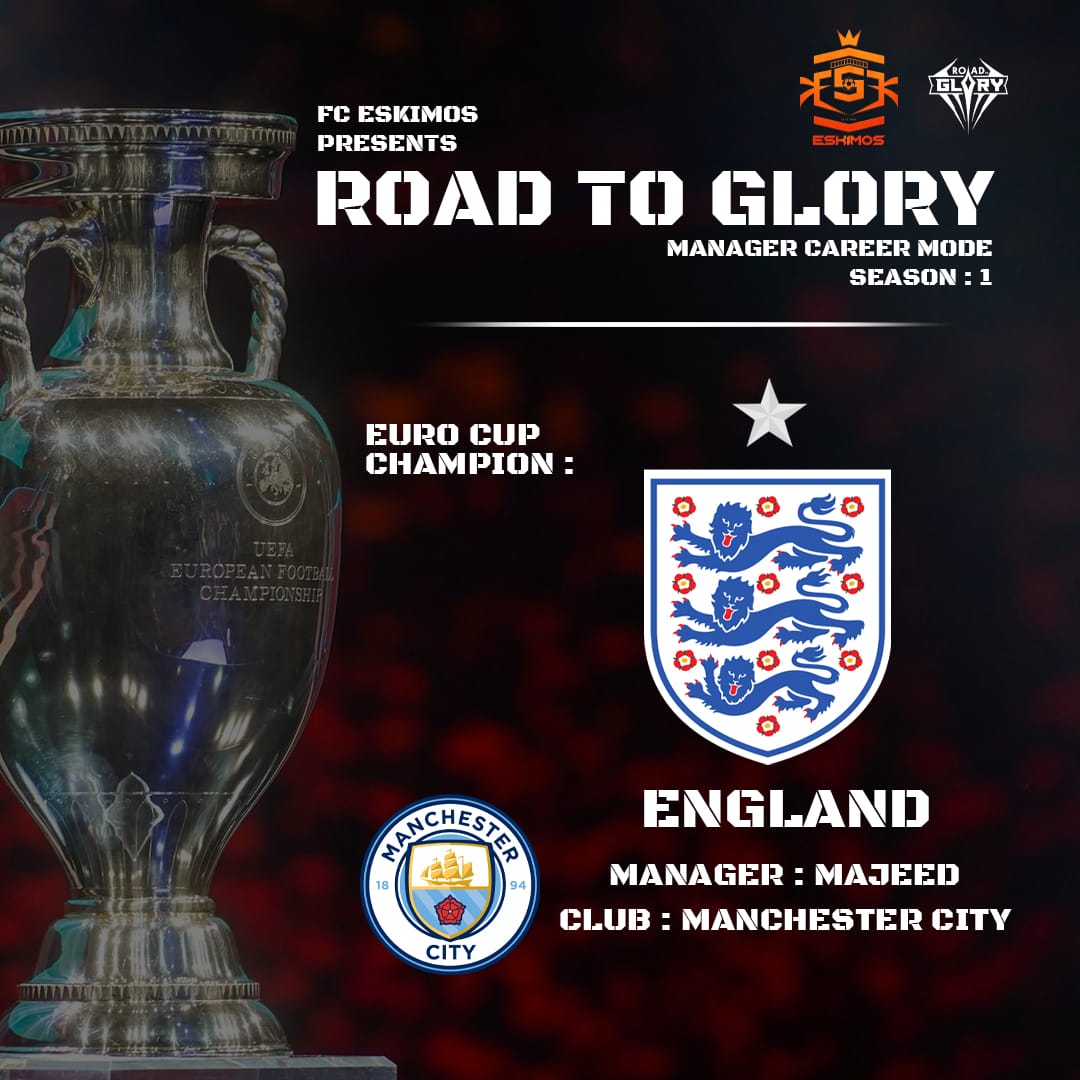 ESKIMOS
ROAD TO
GLORY
FC ESKIMOS
PRESENTS
ROAD TO GLORY
MANAGER CAREER MODE
SEASON : 1
EURO CUP
CHAMPION :
UEFA
EUROPEAN FOOTBALL
CHAMPIONSHIP
ENGLAND
MANAGER : MAJEED
CLUB : MANCHESTER CITY
MANCHESTER
18 94
CITY